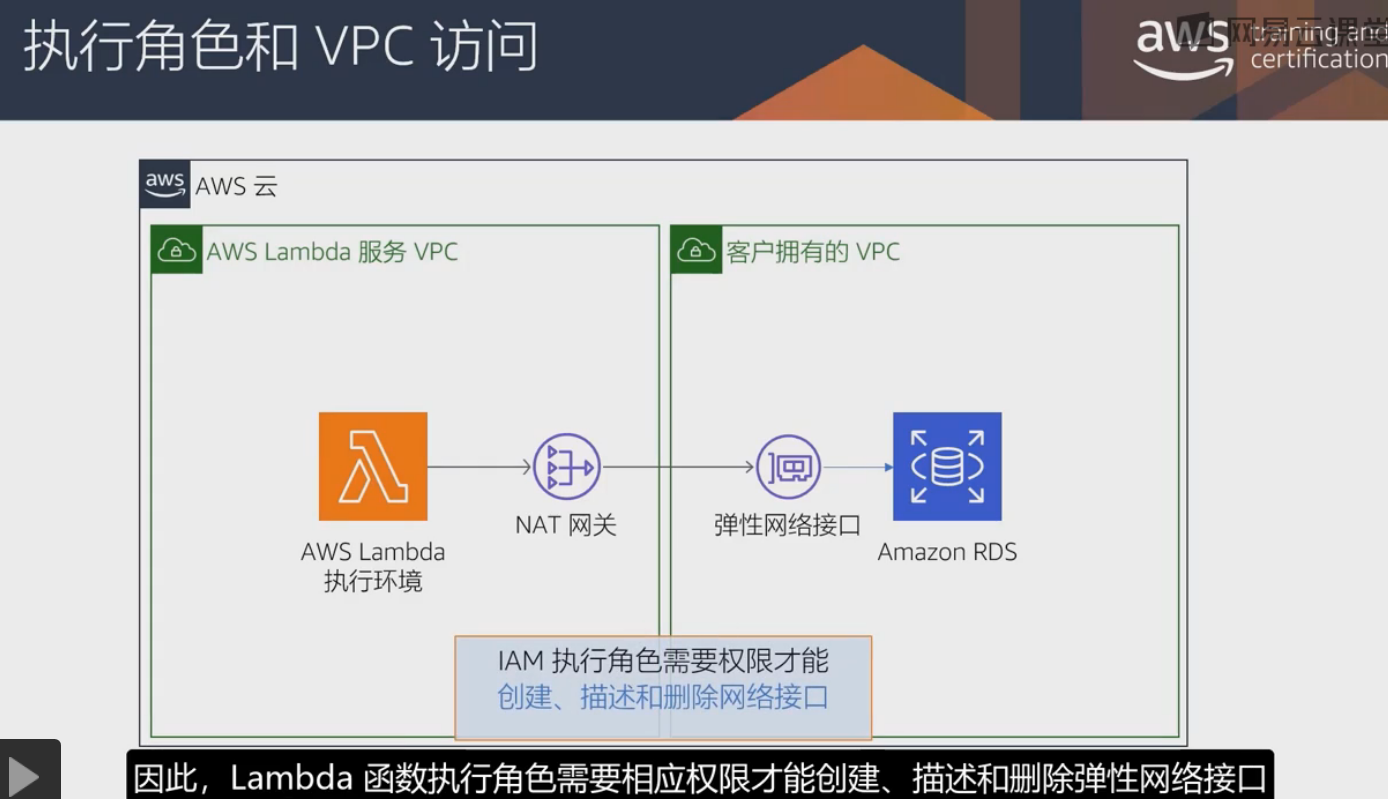 执行角色和 VPC 访问
aws training and
certification
网易云课堂
aws AWS 云
AWS Lambda 服务 VPC
客户拥有的 VPC
NAT 网关
弹性网络接口
AWS Lambda
执行环境
Amazon RDS
IAM 执行角色需要权限才能
创建、描述和删除网络接口
因此，Lambda 函数执行角色需要相应权限才能创建、描述和删除弹性网络接口